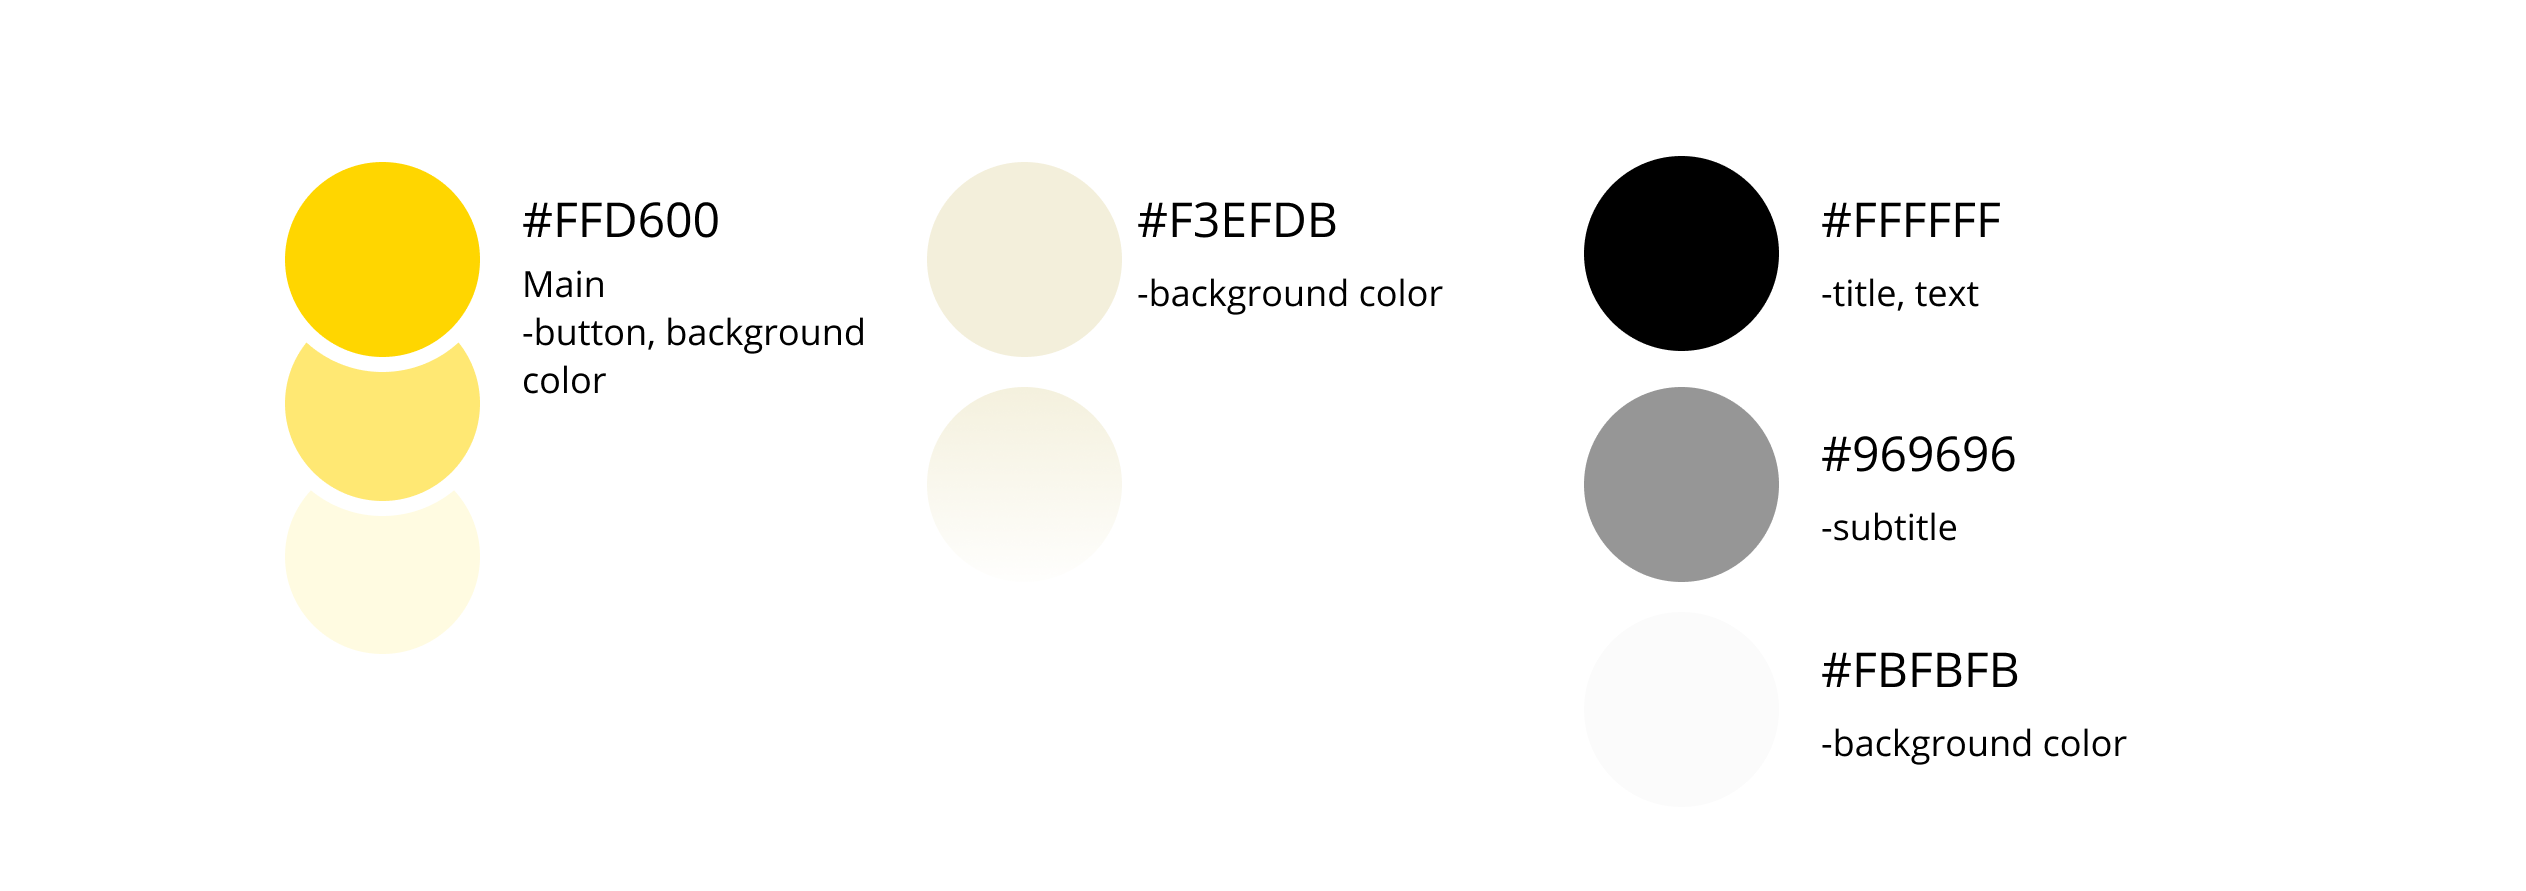 #FFD600
Main
-button, background
color
#F3EFDB
-background color
#FFFFFF
-title, text
#969696
-subtitle
#FBFBFB
-background color